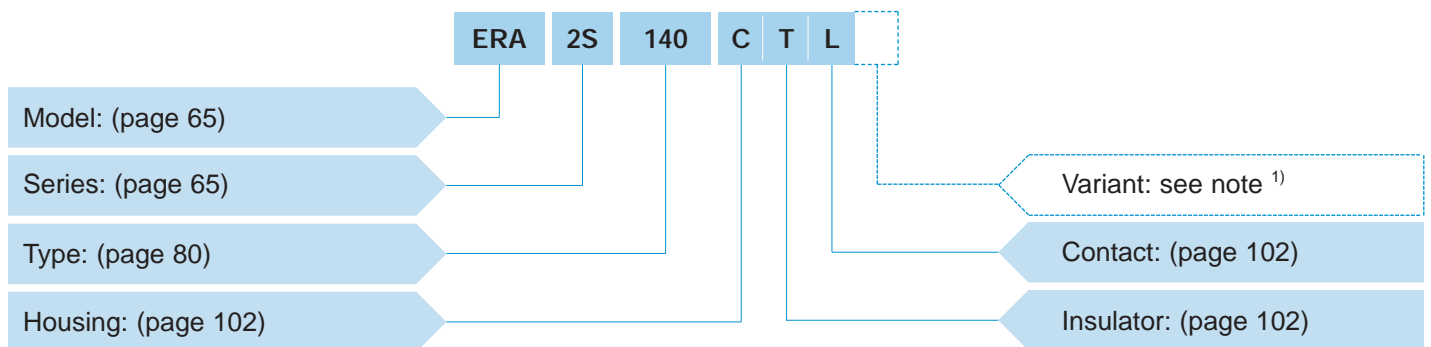 ERA 2S 140 C T L
Model: (page 65)
Series: (page 65)
Type: (page 80)
Housing: (page 102)
Variant: see note 1)
Contact: (page 102)
Insulator: (page 102)